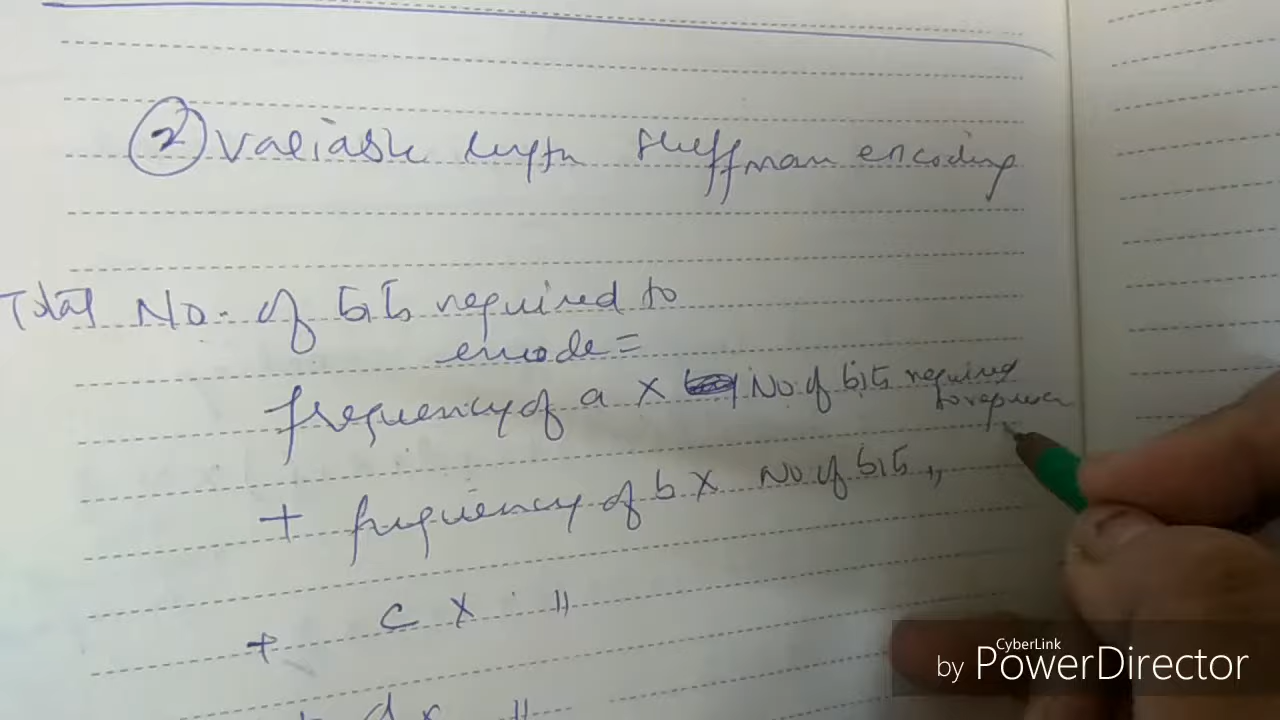 ② Variable length Huffman encoding
Total No. of bits required to
encode =
frequency of a × No of bits required
to represen
+ frequency of b × No of bits "
+ c × "
d × "
CyberLink
by PowerDirector